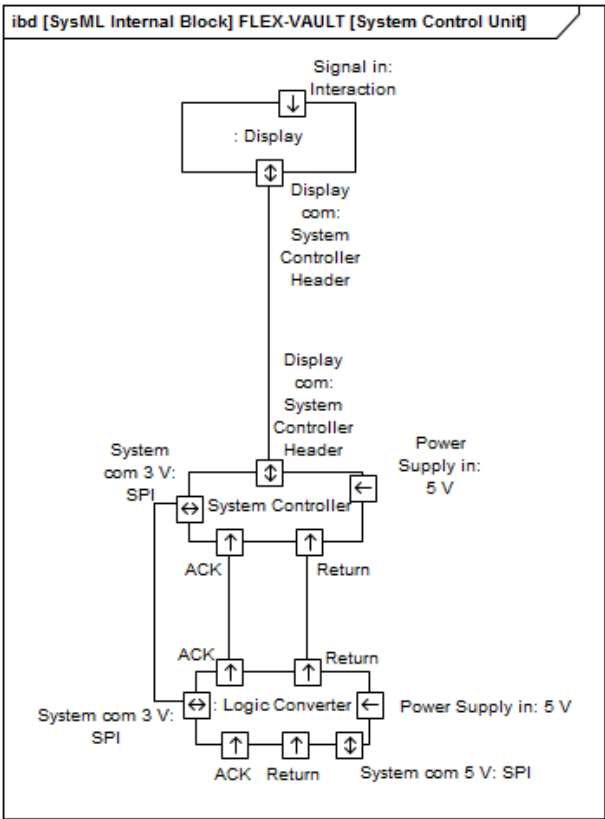 ibd [SysML Internal Block] FLEX-VAULT [System Control Unit]
Signal in:
Interaction
: Display
Display
com:
System
Controller
Header
Display
com:
System
Controller
Header
System
com 3 V:
SPI
Power
Supply in:
5 V
System Controller
ACK
Return
ACK
Return
System com 3 V:
SPI
: Logic Converter
Power Supply in: 5 V
ACK
Return
System com 5 V: SPI